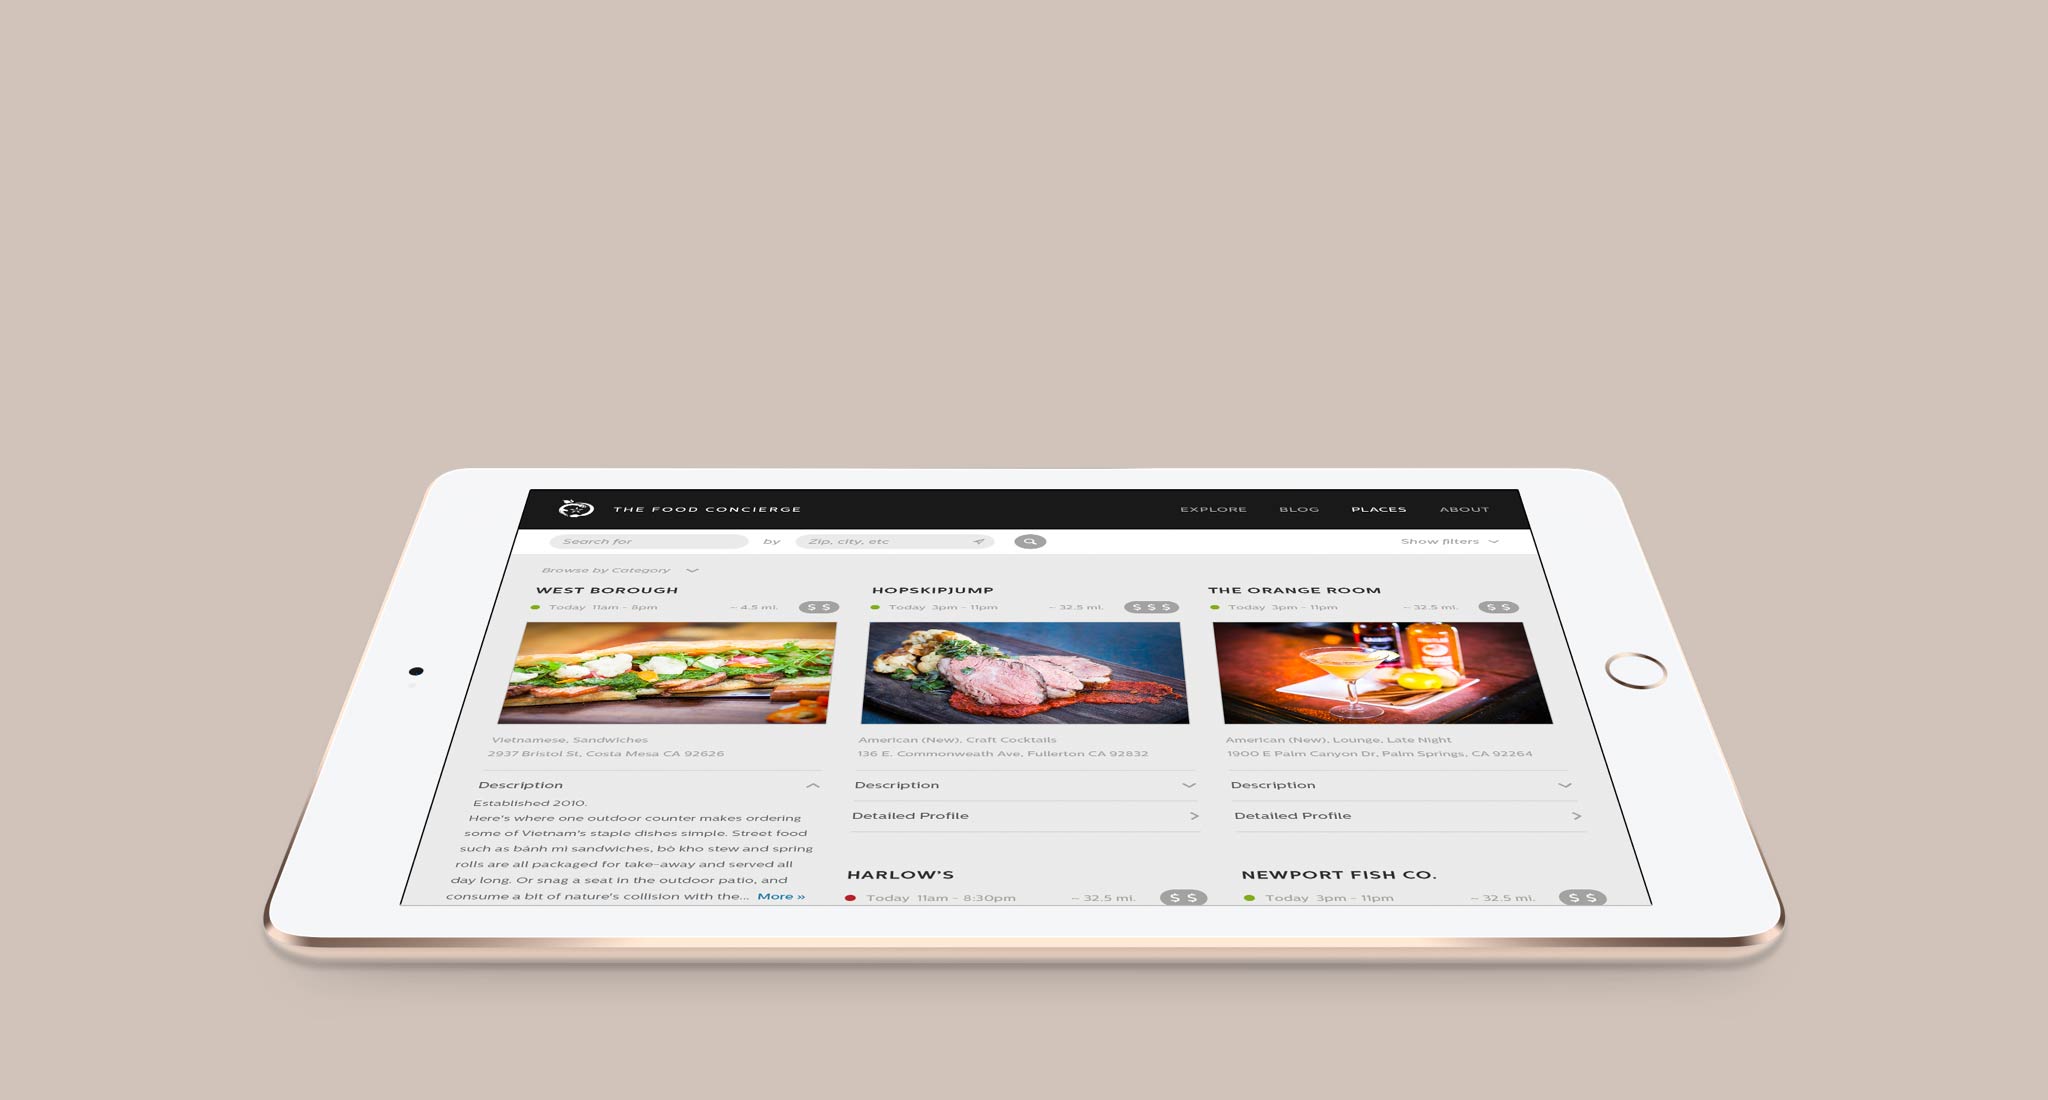 THE FOOD CONCIERGE
EXPLORE BLOG PLACES ABOUT
Search for by Zip, city, etc Show filters
Browse by Category
WEST BOROUGH
Today 11am - 8pm ~ 4.5 mi. $ $
Vietnamese, Sandwiches
2937 Bristol St, Costa Mesa CA 92626
Description
Established 2010.
Here's where one outdoor counter makes ordering
some of Vietnam's staple dishes simple. Street food
such as bành mì sandwiches, bò kho stew and spring
rolls are all packaged for take-away and served all
day long. Or snag a seat in the outdoor patio, and
consume a bit of nature's collision with the... More »
HOPSKIPJUMP
Today 3pm - 11pm ~ 32.5 mi. $ $ $
American (New), Craft Cocktails
136 E. Commonweath Ave, Fullerton CA 92832
Description
Detailed Profile
HARLOW'S
Today 11am - 8:30pm ~ 32.5 mi. $ $
THE ORANGE ROOM
Today 3pm - 11pm ~ 32.5 mi. $ $
American (New), Lounge, Late Night
1900 E Palm Canyon Dr, Palm Springs, CA 92264
Description
Detailed Profile
NEWPORT FISH CO.
Today 3pm - 11pm ~ 32.5 mi. $ $